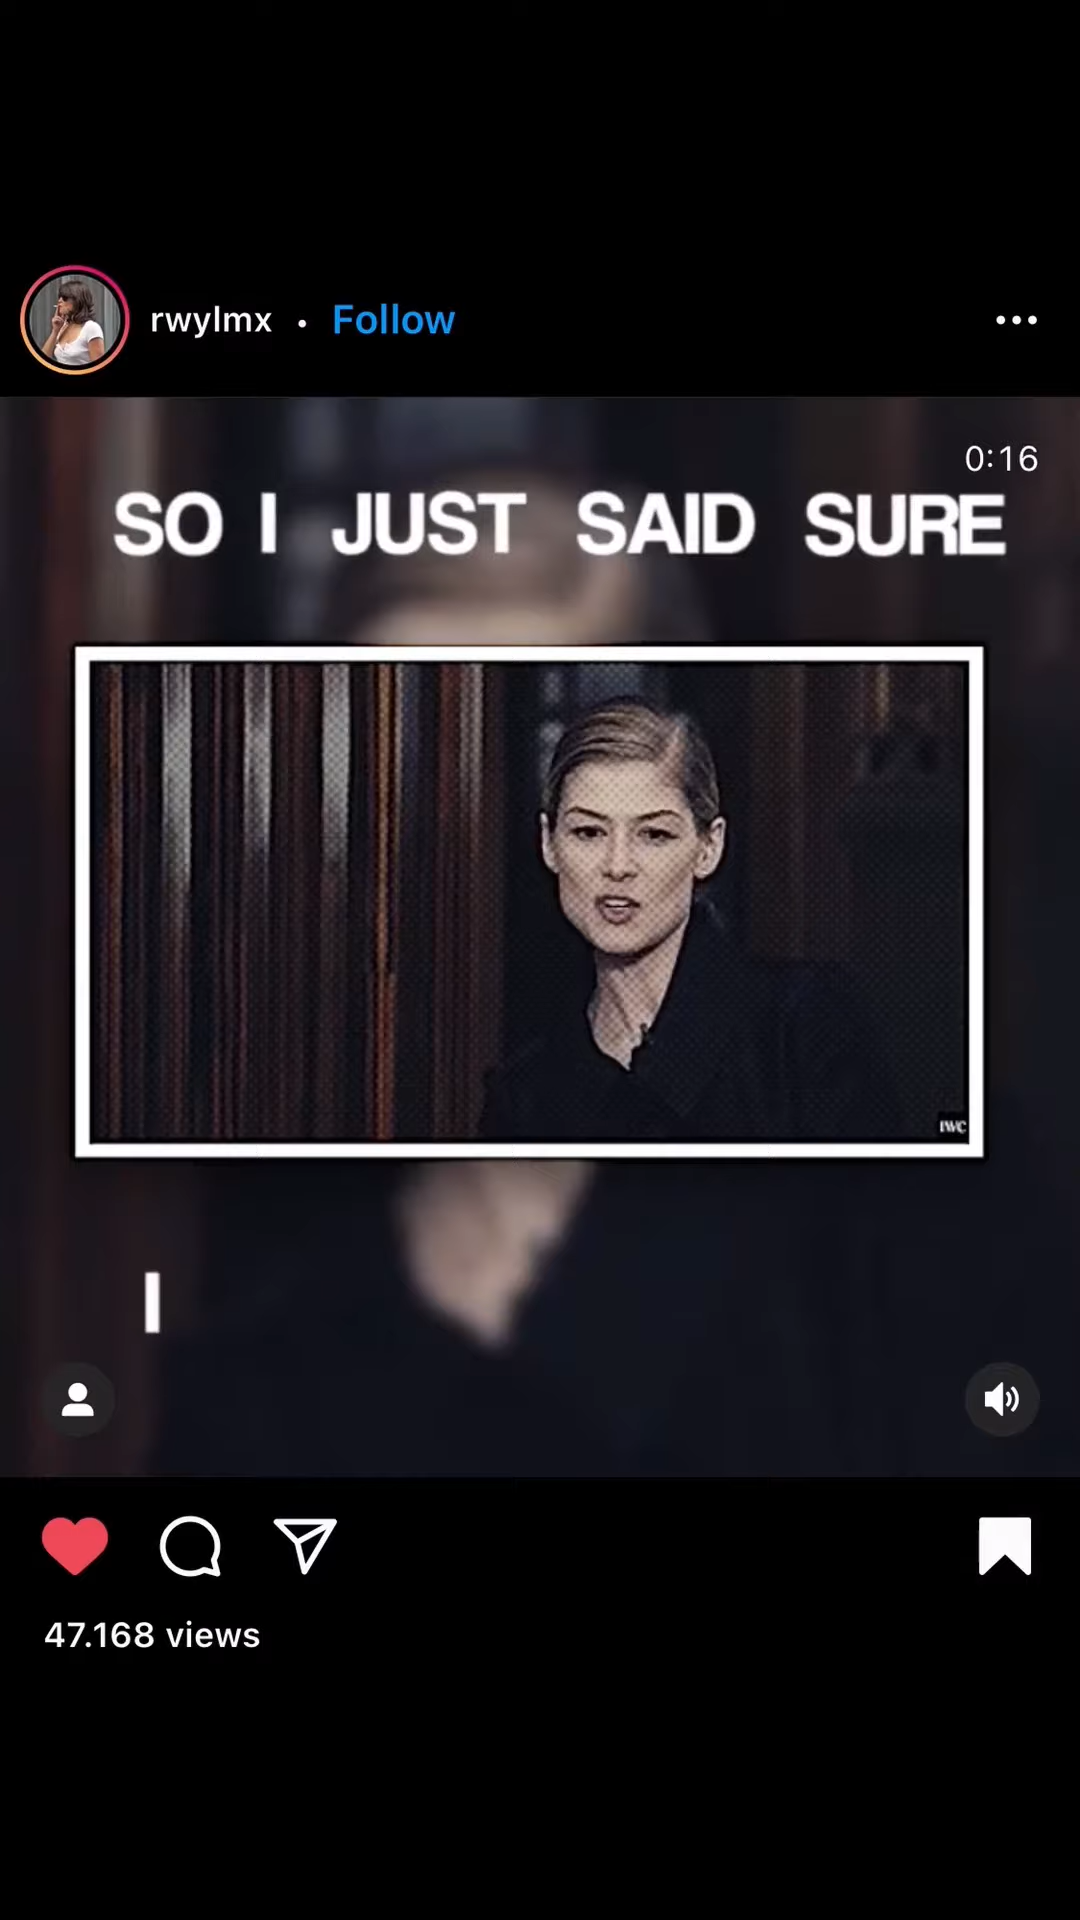 rwylmx • Follow
0:16
SO I JUST SAID SURE
IWC
I
47.168 views